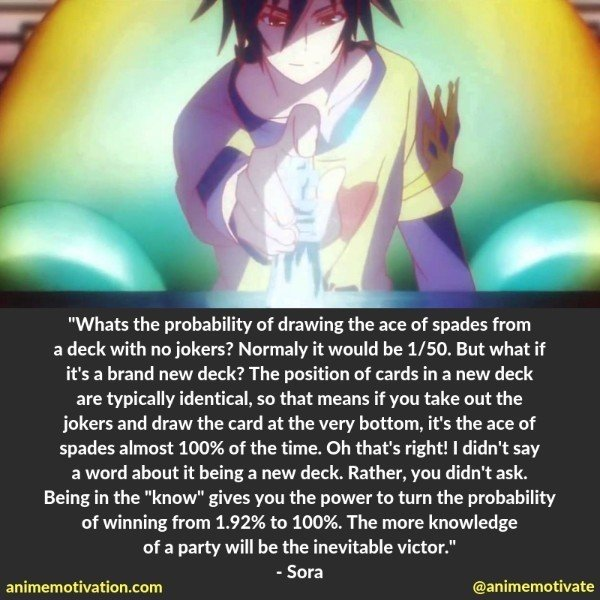 "Whats the probability of drawing the ace of spades from
a deck with no jokers? Normaly it would be 1/50. But what if
it's a brand new deck? The position of cards in a new deck
are typically identical, so that means if you take out the
jokers and draw the card at the very bottom, it's the ace of
spades almost 100% of the time. Oh that's right! I didn't say
a word about it being a new deck. Rather, you didn't ask.
Being in the "know" gives you the power to turn the probability
of winning from 1.92% to 100%. The more knowledge
of a party will be the inevitable victor."
- Sora
animemotivation.com
@animemotivate